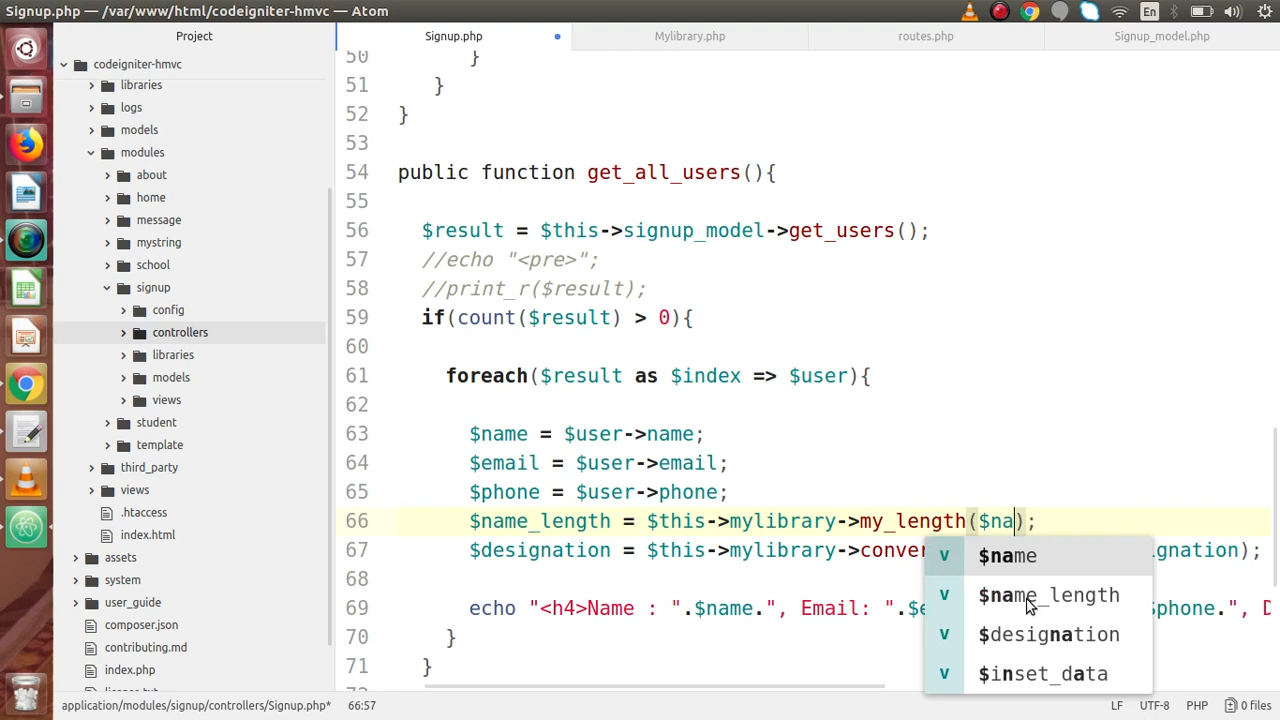 Signup.php — /var/www/html/codeigniter-hmvc — Atom
En
Project
Signup.php
Mylibrary.php
routes.php
Signup_model.php
codeigniter-hmvc
libraries
logs
models
modules
about
home
message
mystring
school
signup
config
controllers
libraries
models
views
student
template
third_party
views
.htaccess
index.html
assets
system
user_guide
composer.json
contributing.md
index.php
50 }
51 }
52 }
53
54 public function get_all_users(){
55
56 $result = $this->signup_model->get_users();
57 //echo "<pre>";
58 //print_r($result);
59 if(count($result) > 0){
60
61 foreach($result as $index => $user){
62
63 $name = $user->name;
64 $email = $user->email;
65 $phone = $user->phone;
66 $name_length = $this->mylibrary->my_length($na);
67 $designation = $this->mylibrary->conver ignation);
68
69 echo "<h4>Name : ".$name.", Email: ".$e phone.", D
70 }
71 }
v $name
v $name_length
v $designation
v $inset_data
application/modules/signup/controllers/Signup.php* 66:57
LF UTF-8 PHP 0 files